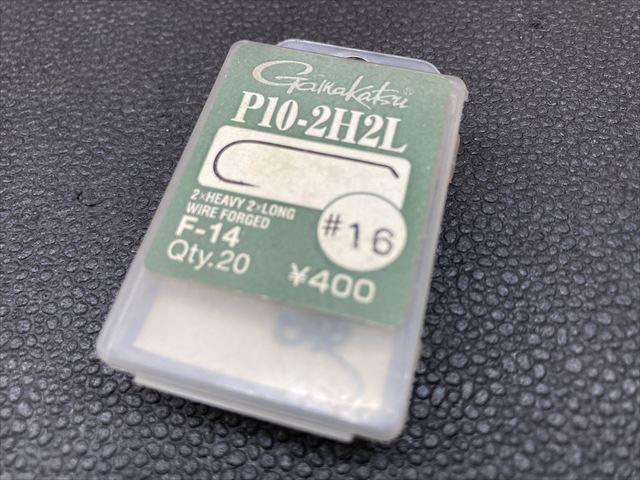 Gamakatsu®
P10-2H2L
2×HEAVY 2×LONG
WIRE FORGED
F-14
#16
Qty.20
¥400